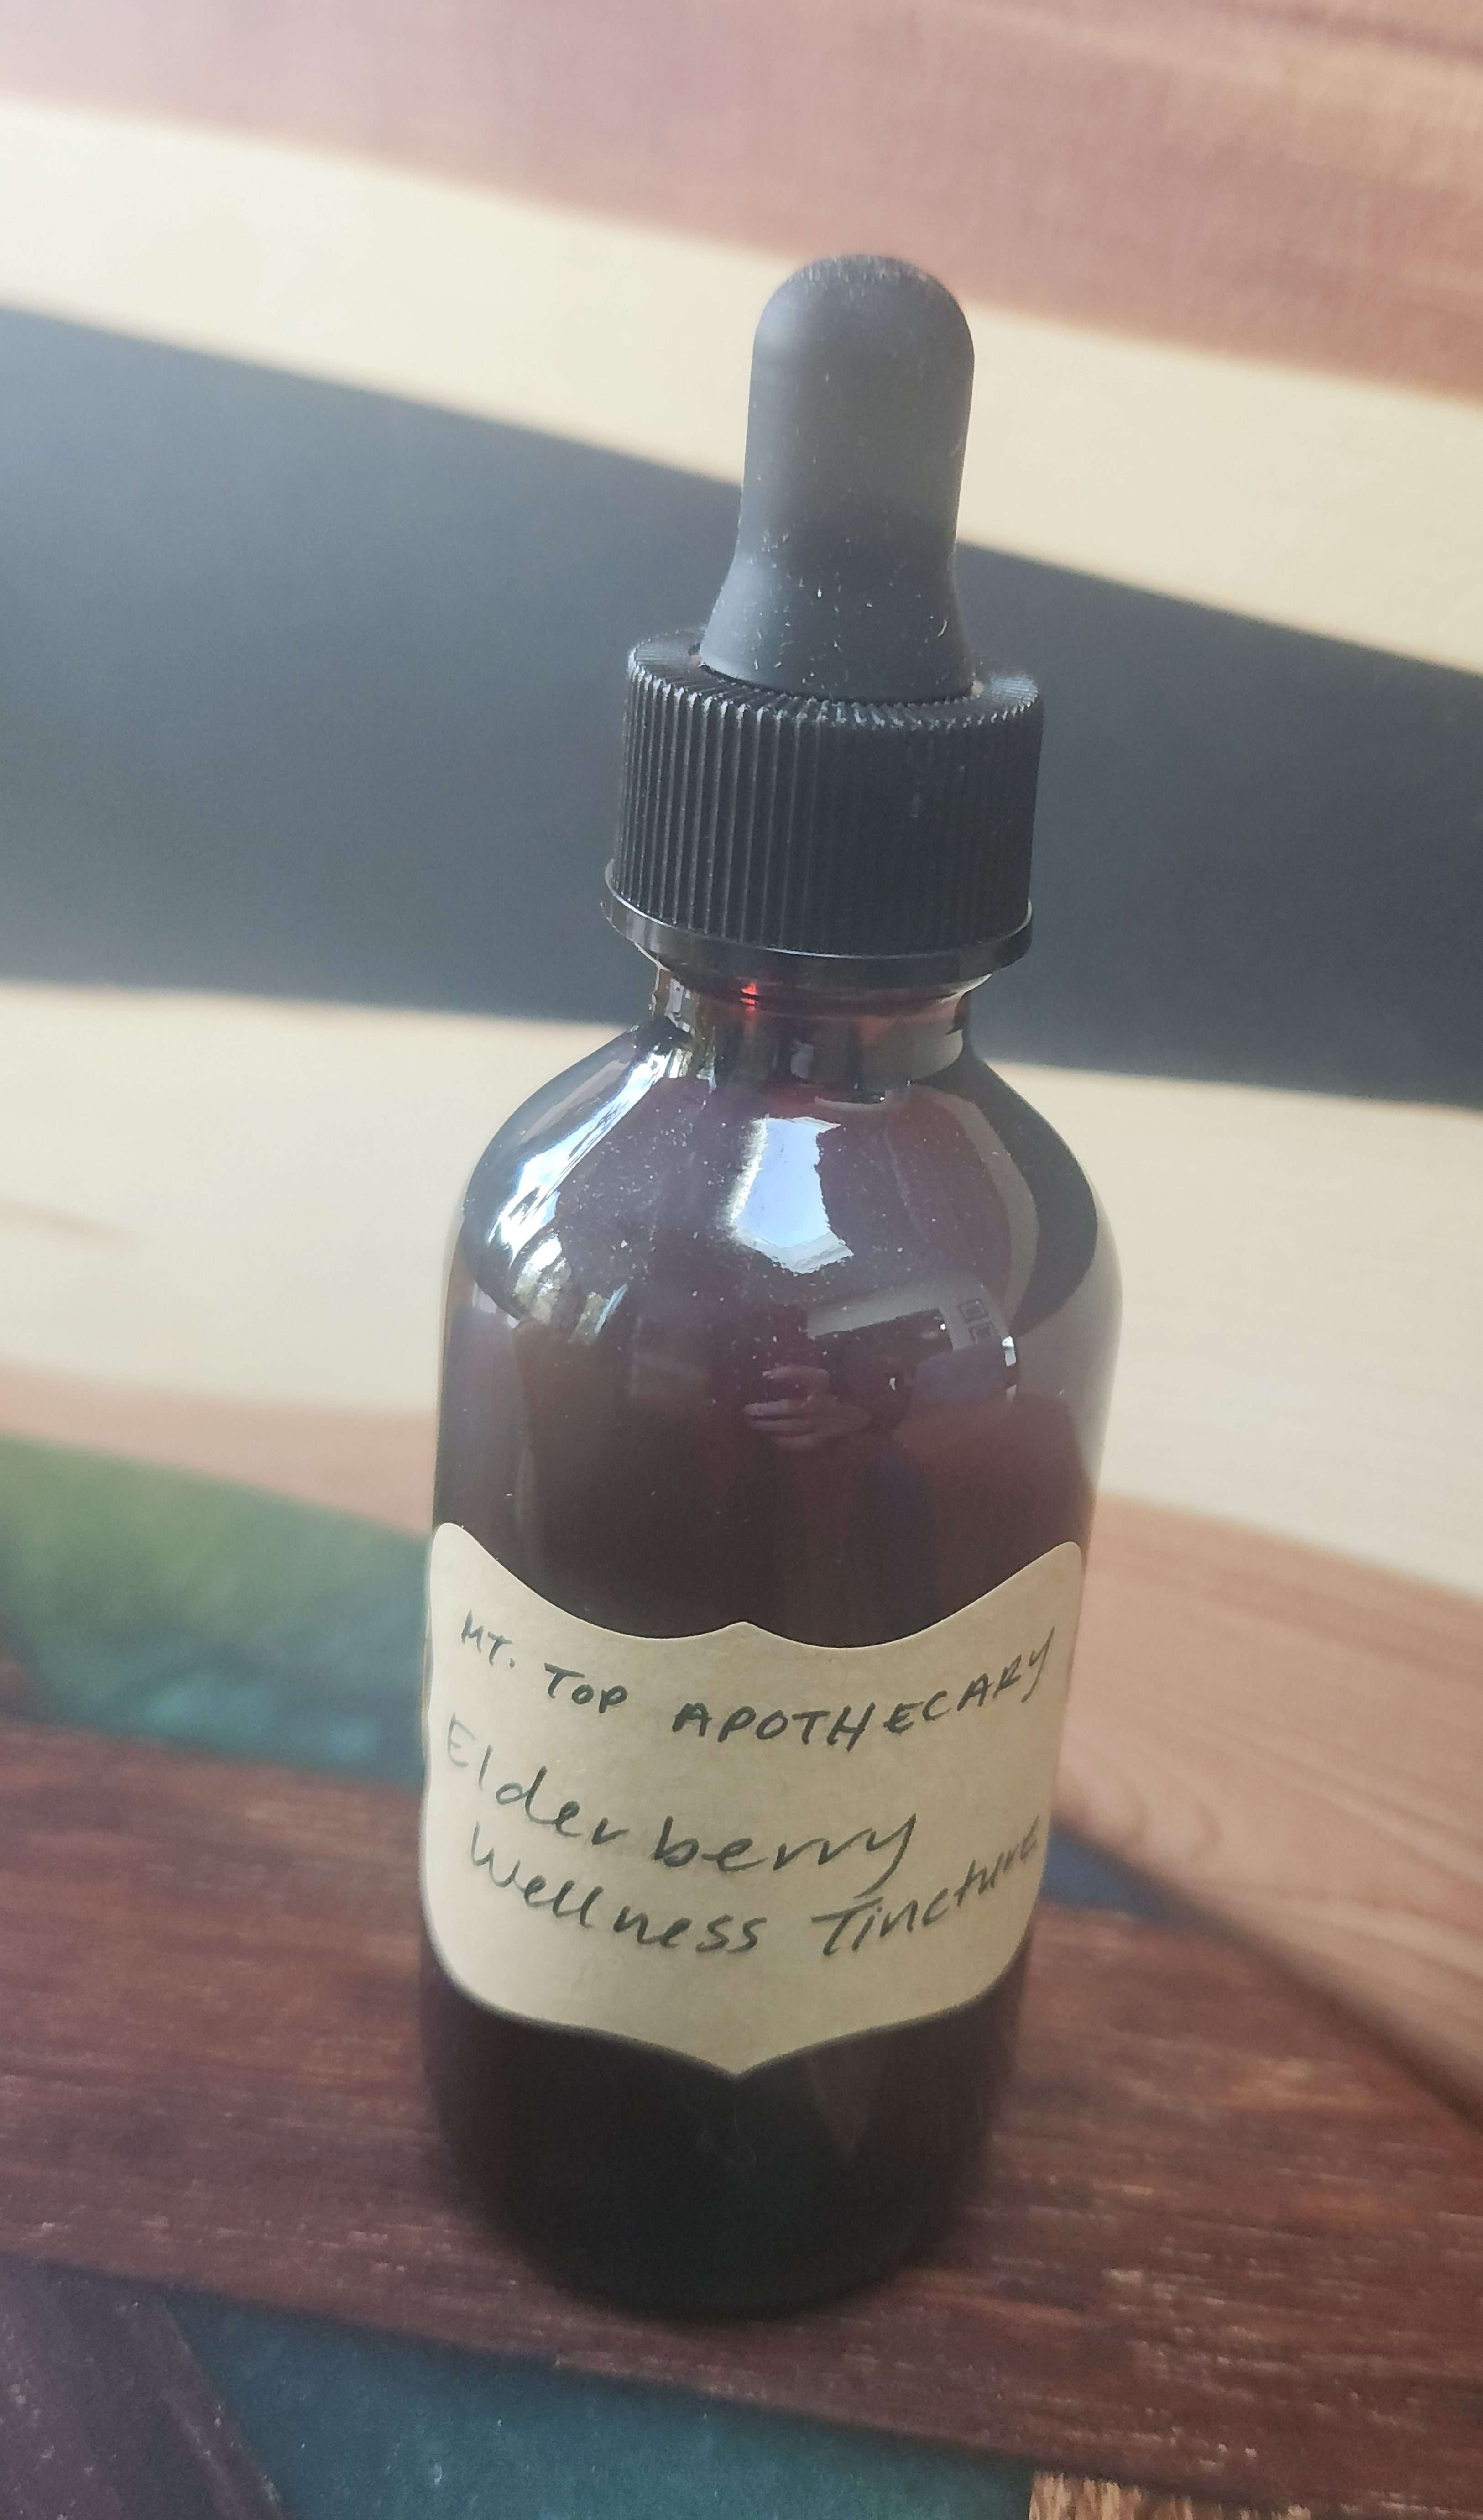 MT. TOP APOTHECARY
Elderberry
Wellness Tincture